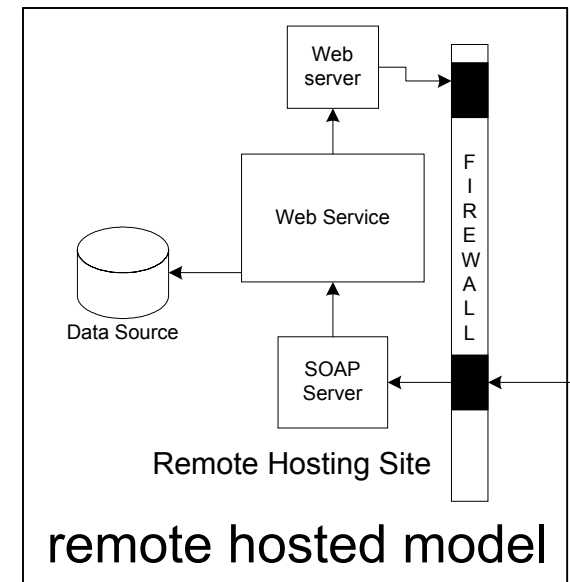 Web
server
F
I
R
E
W
A
L
L
Web Service
Data Source
SOAP
Server
Remote Hosting Site
remote hosted model